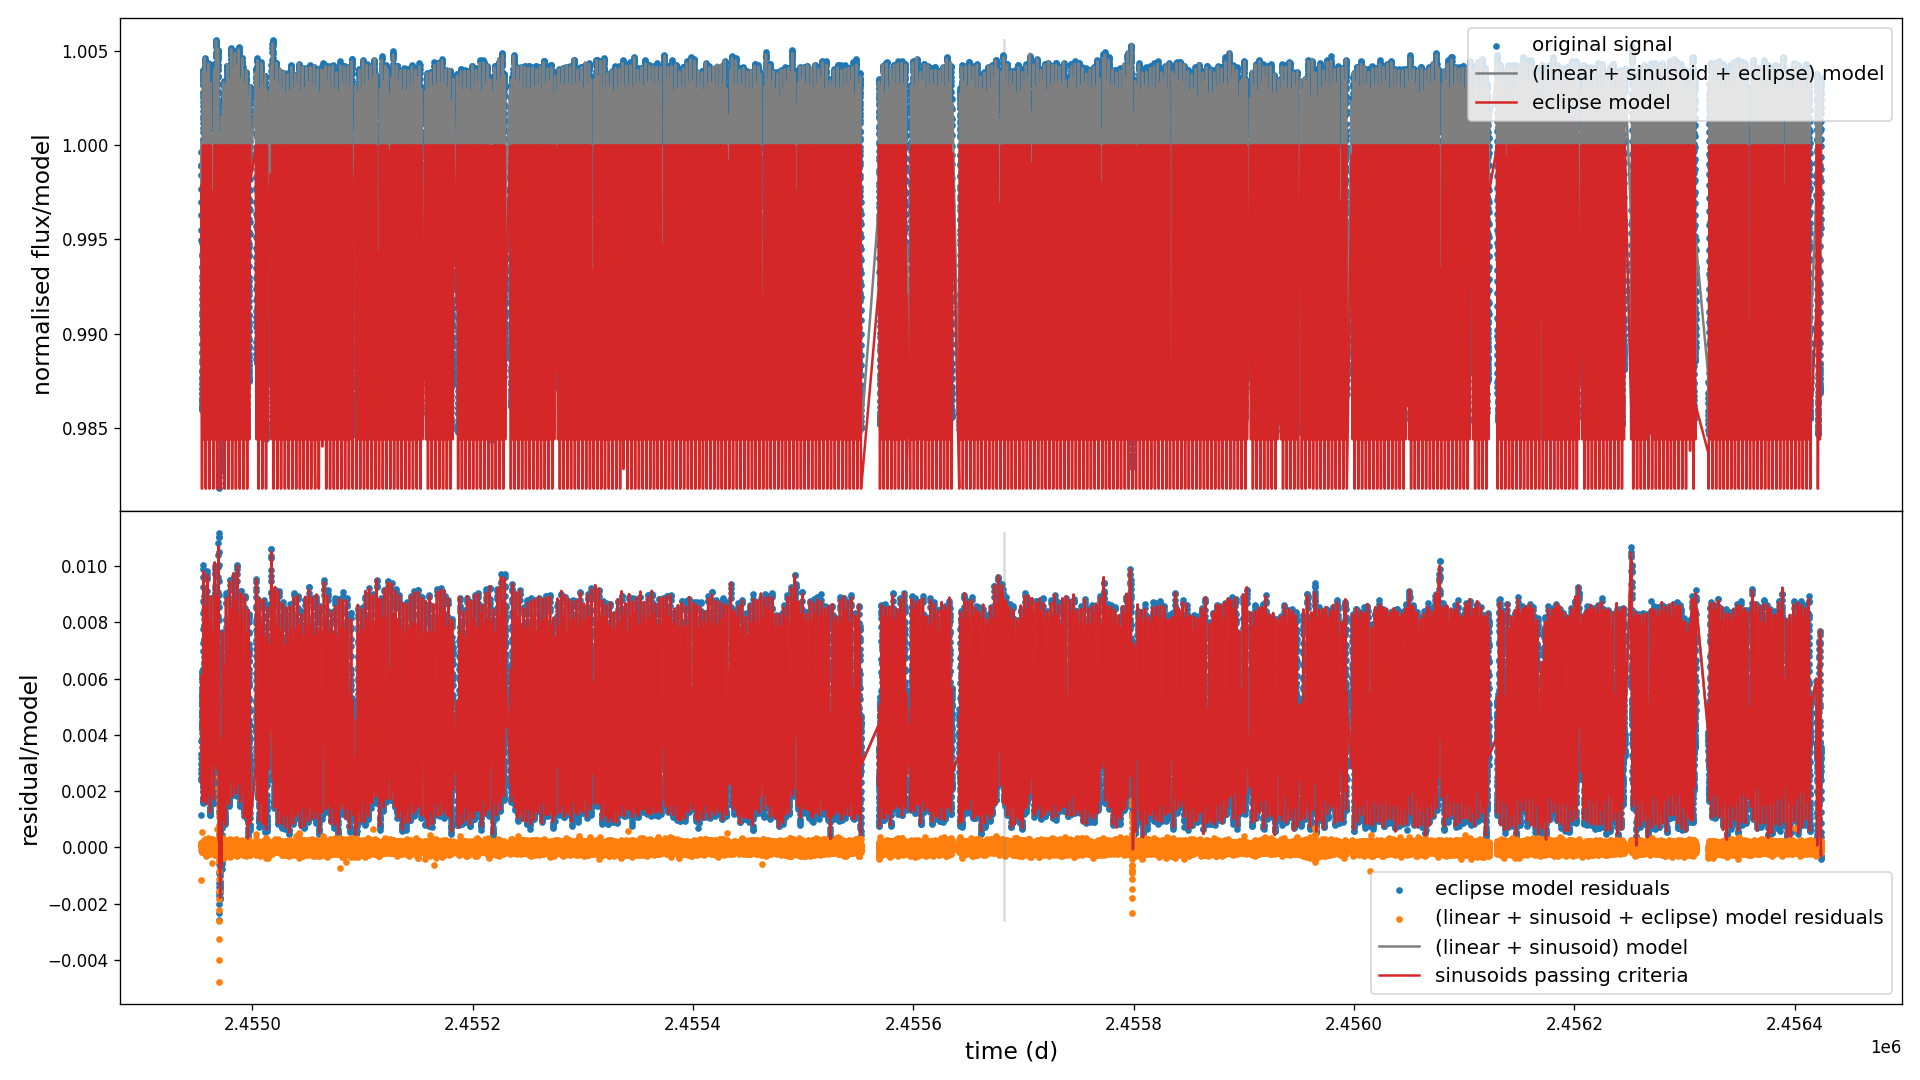 original signal
(linear + sinusoid + eclipse) model
eclipse model
normalised flux/model
1.005
1.000
0.995
0.990
0.985
eclipse model residuals
(linear + sinusoid + eclipse) model residuals
(linear + sinusoid) model
sinusoids passing criteria
residual/model
0.010
0.008
0.006
0.004
0.002
0.000
−0.002
−0.004
2.4550 2.4552 2.4554 2.4556 2.4558 2.4560 2.4562 2.4564
1e6
time (d)